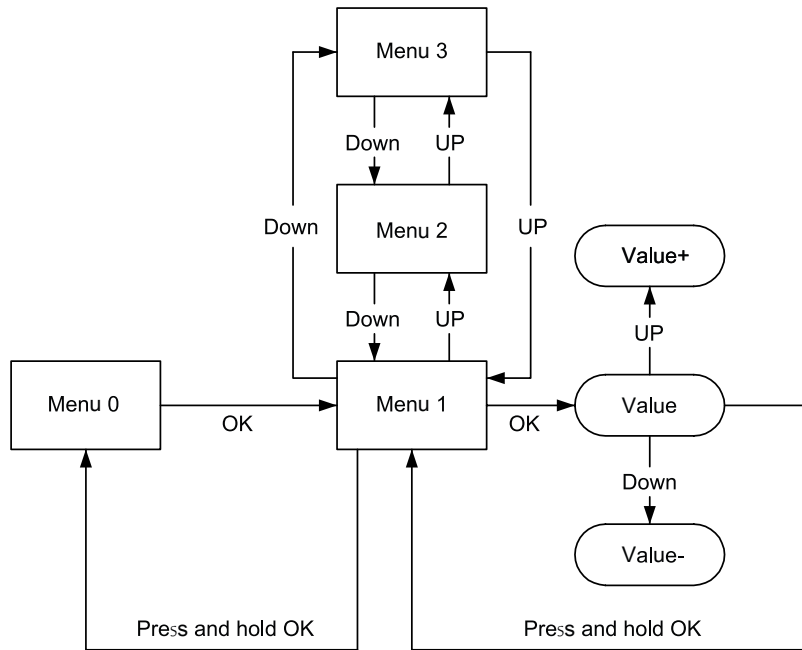 Menu 3
Down
UP
Menu 2
Down
UP
Value+
Down
UP
UP
Menu 0
OK
Menu 1
OK
Value
Down
Value-
Press and hold OK
Press and hold OK